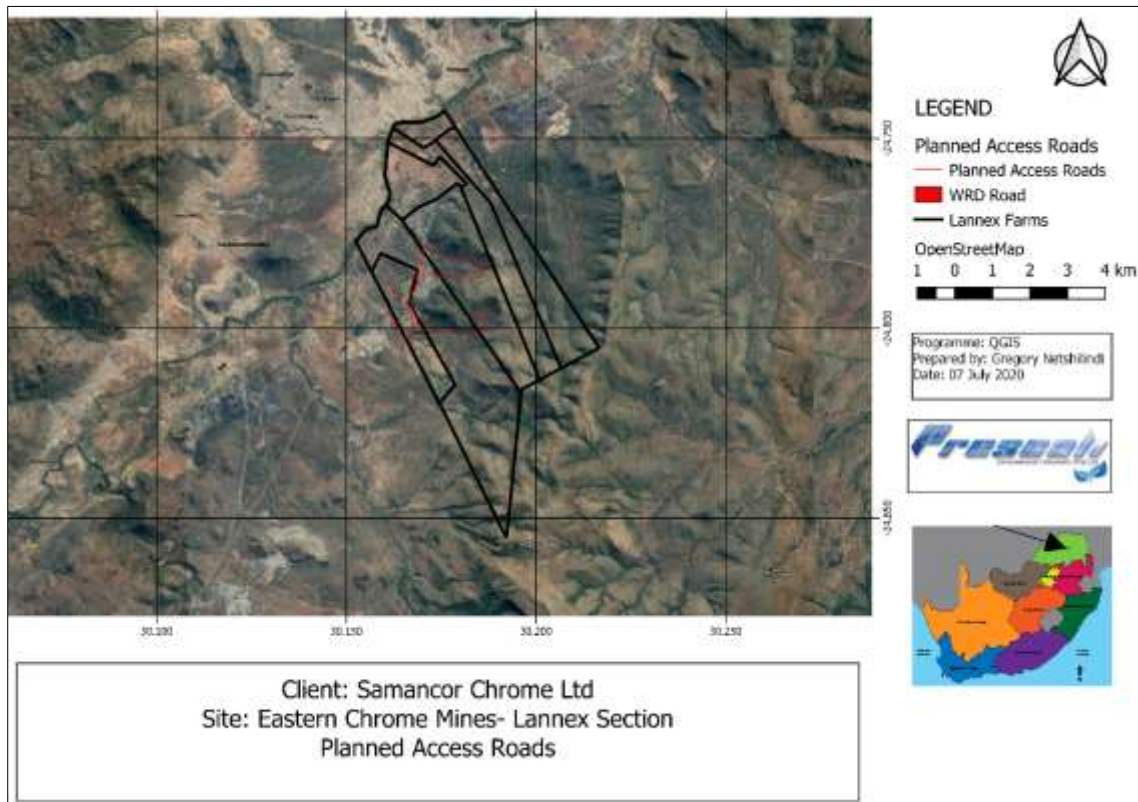 LEGEND
Planned Access Roads
Planned Access Roads
WRD Road
Lannex Farms
OpenStreetMap
1 0 1 2 3 4 km
Programme: QGIS
Prepared by: Gregory Netshilindi
Date: 07 July 2020
Prescali
-24.750
-24.800
-24.850
30.100 30.150 30.200 30.250
Client: Samancor Chrome Ltd
Site: Eastern Chrome Mines- Lannex Section
Planned Access Roads